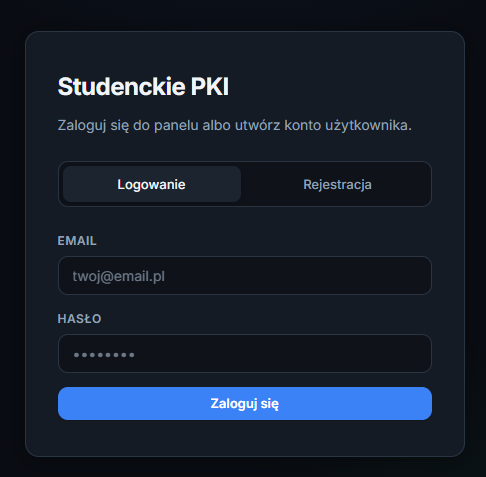 Studenckie PKI
Zaloguj się do panelu albo utwórz konto użytkownika.
Logowanie Rejestracja
EMAIL
twoj@email.pl
HASŁO
••••••••
Zaloguj się